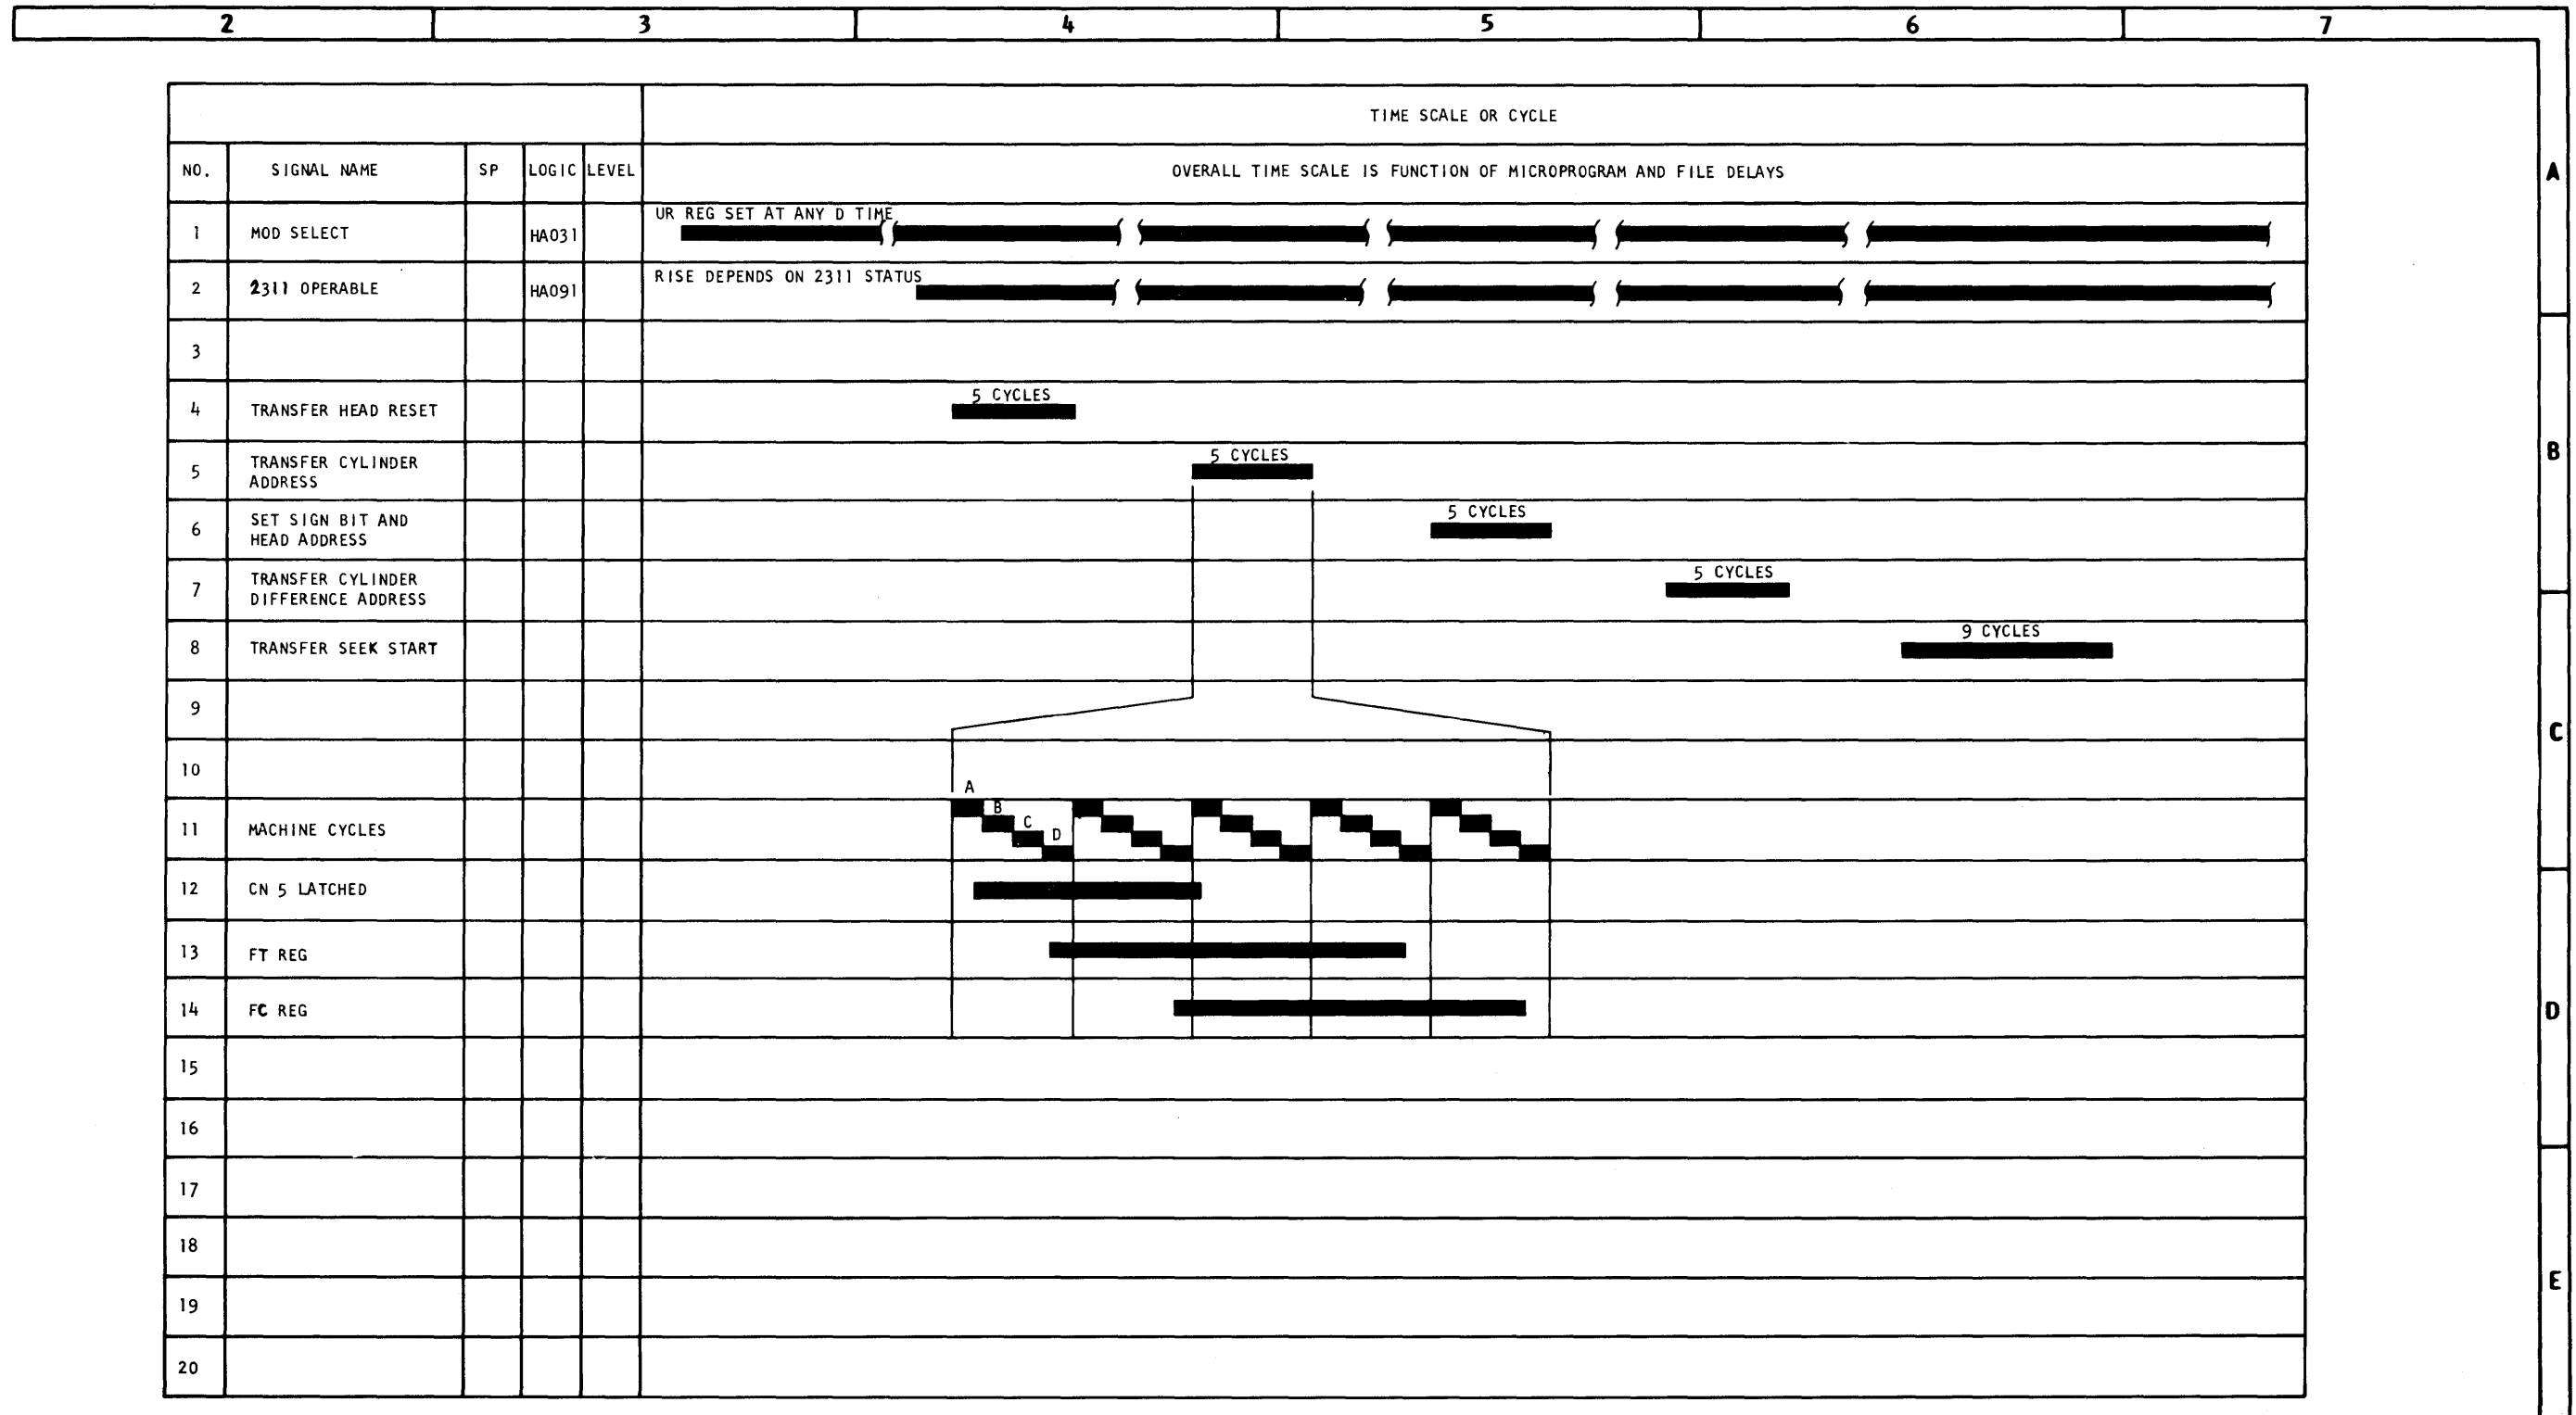 2 3 4 5 6 7
TIME SCALE OR CYCLE
NO. SIGNAL NAME SP LOGIC LEVEL OVERALL TIME SCALE IS FUNCTION OF MICROPROGRAM AND FILE DELAYS
A
UR REG SET AT ANY D TIME
1 MOD SELECT HA031
RISE DEPENDS ON 2311 STATUS
2 2311 OPERABLE HA091
3
5 CYCLES
4 TRANSFER HEAD RESET
B
5 CYCLES
5 TRANSFER CYLINDER
ADDRESS
5 CYCLES
6 SET SIGN BIT AND
HEAD ADDRESS
5 CYCLES
7 TRANSFER CYLINDER
DIFFERENCE ADDRESS
9 CYCLES
8 TRANSFER SEEK START
9
C
10
A
B
C
D
11 MACHINE CYCLES
12 CN 5 LATCHED
13 FT REG
14 FC REG
D
15
16
17
18
E
19
20